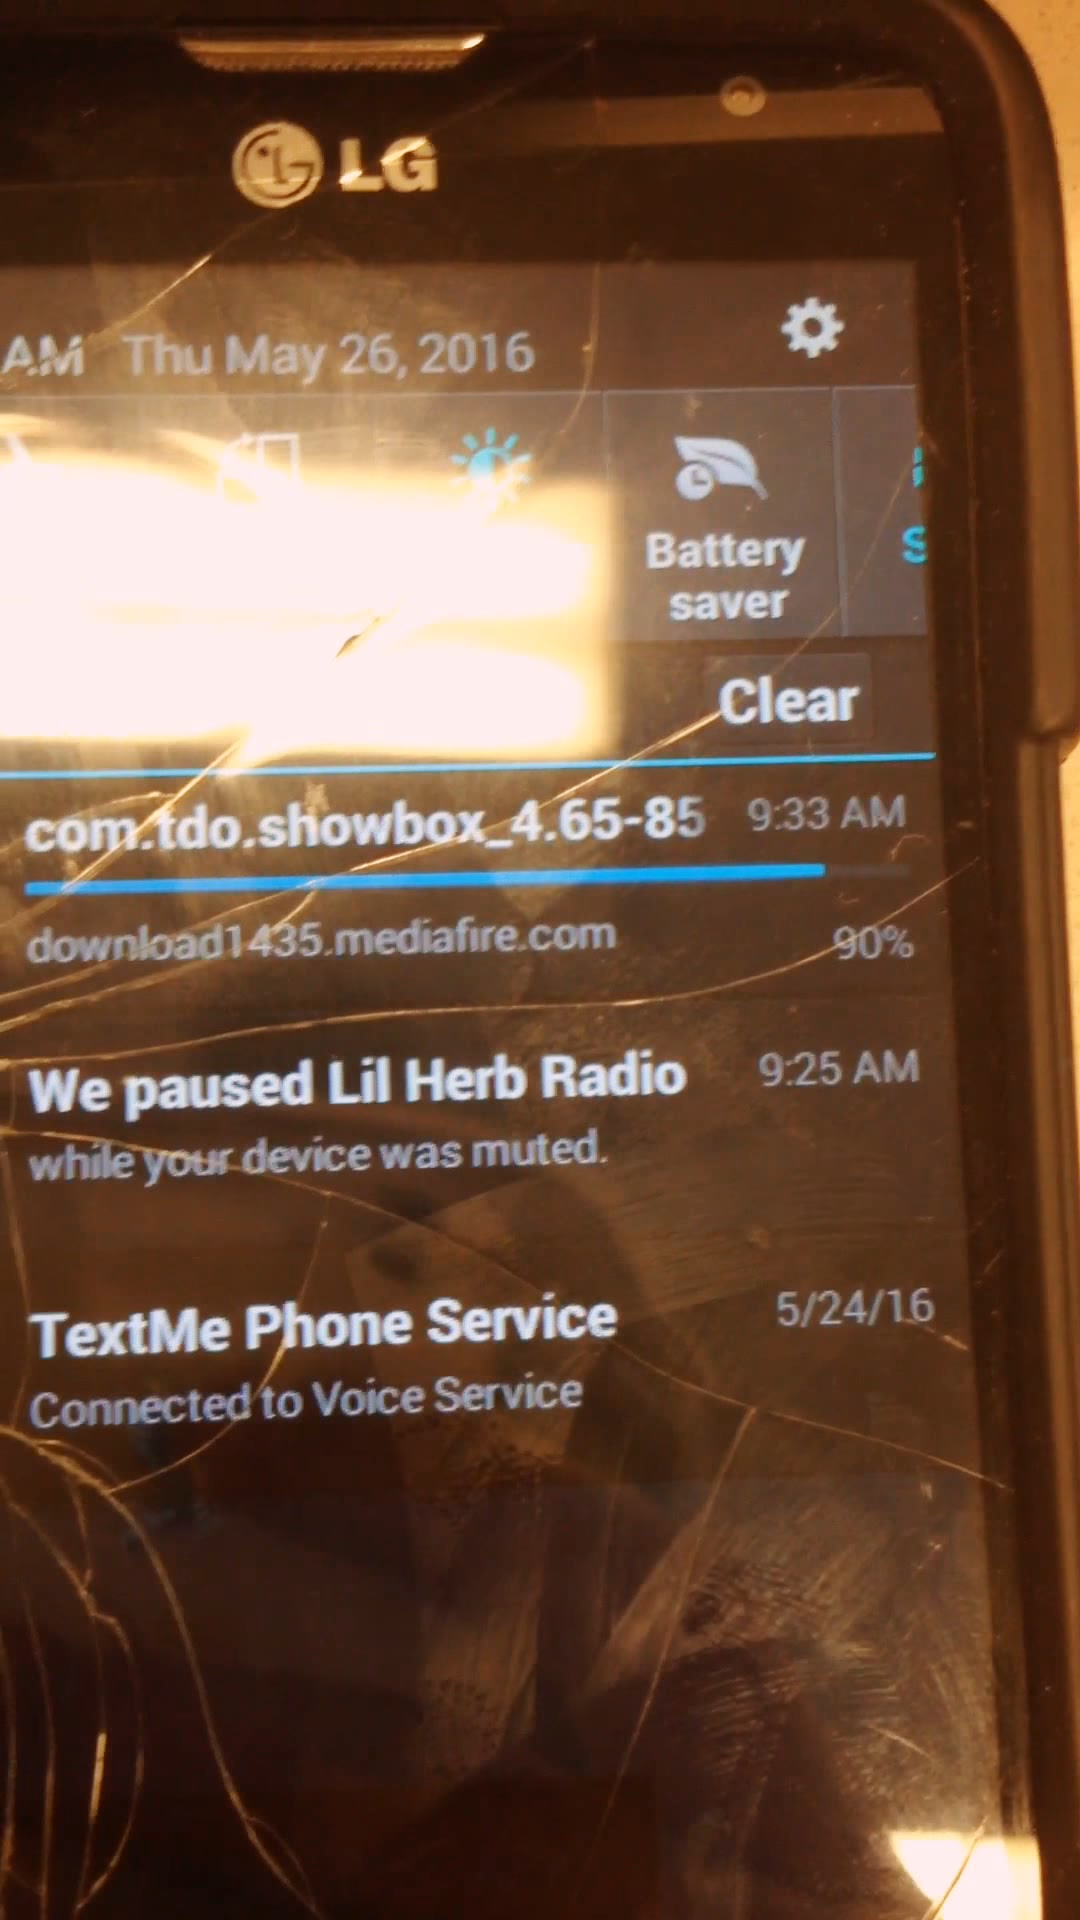 LG
AM Thu May 26, 2016
Battery
saver
Clear
com.tdo.showbox_4.65-85 9:33 AM
download1435.mediafire.com 90%
We paused Lil Herb Radio 9:25 AM
while your device was muted.
TextMe Phone Service 5/24/16
Connected to Voice Service